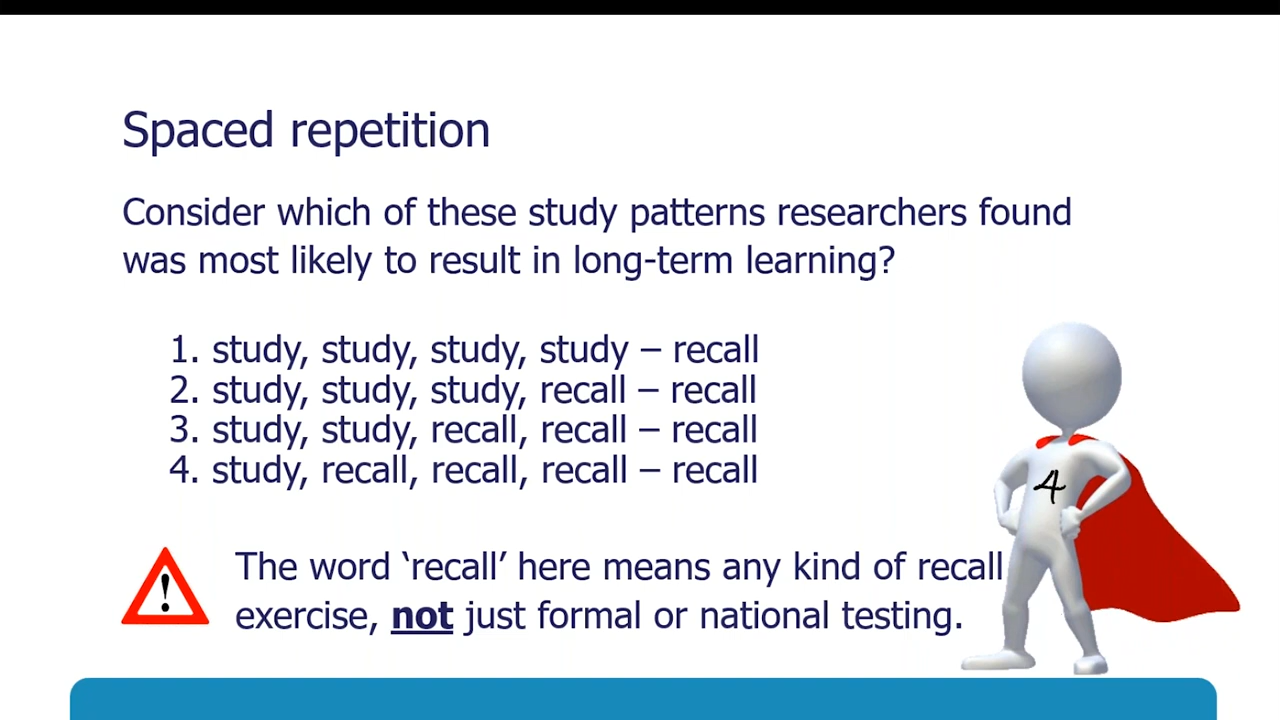 Spaced repetition
Consider which of these study patterns researchers found
was most likely to result in long-term learning?
1. study, study, study, study – recall
2. study, study, study, recall – recall
3. study, study, recall, recall – recall
4. study, recall, recall, recall – recall
4
!
The word ‘recall’ here means any kind of recall
exercise, not just formal or national testing.